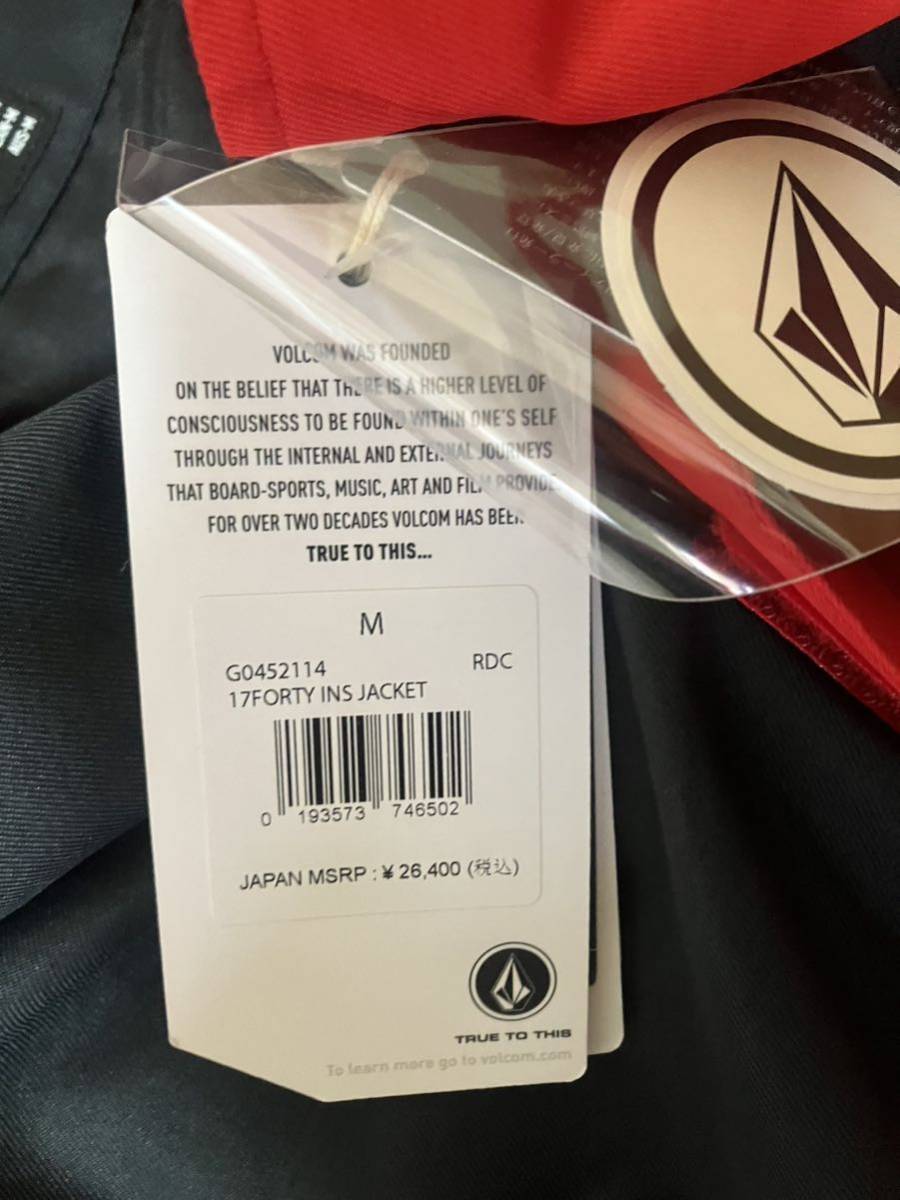 VOLCOM WAS FOUNDED
ON THE BELIEF THAT THERE IS A HIGHER LEVEL OF
CONSCIOUSNESS TO BE FOUND WITHIN ONE'S SELF
THROUGH THE INTERNAL AND EXTERNAL JOURNEYS
THAT BOARD-SPORTS, MUSIC, ART AND FILM PROVIDE
FOR OVER TWO DECADES VOLCOM HAS BEEN
TRUE TO THIS...
M
G0452114 RDC
17FORTY INS JACKET
0 193573 746502
JAPAN MSRP : ¥ 26,400 (税込)
TRUE TO THIS
To learn more go to volcom.com